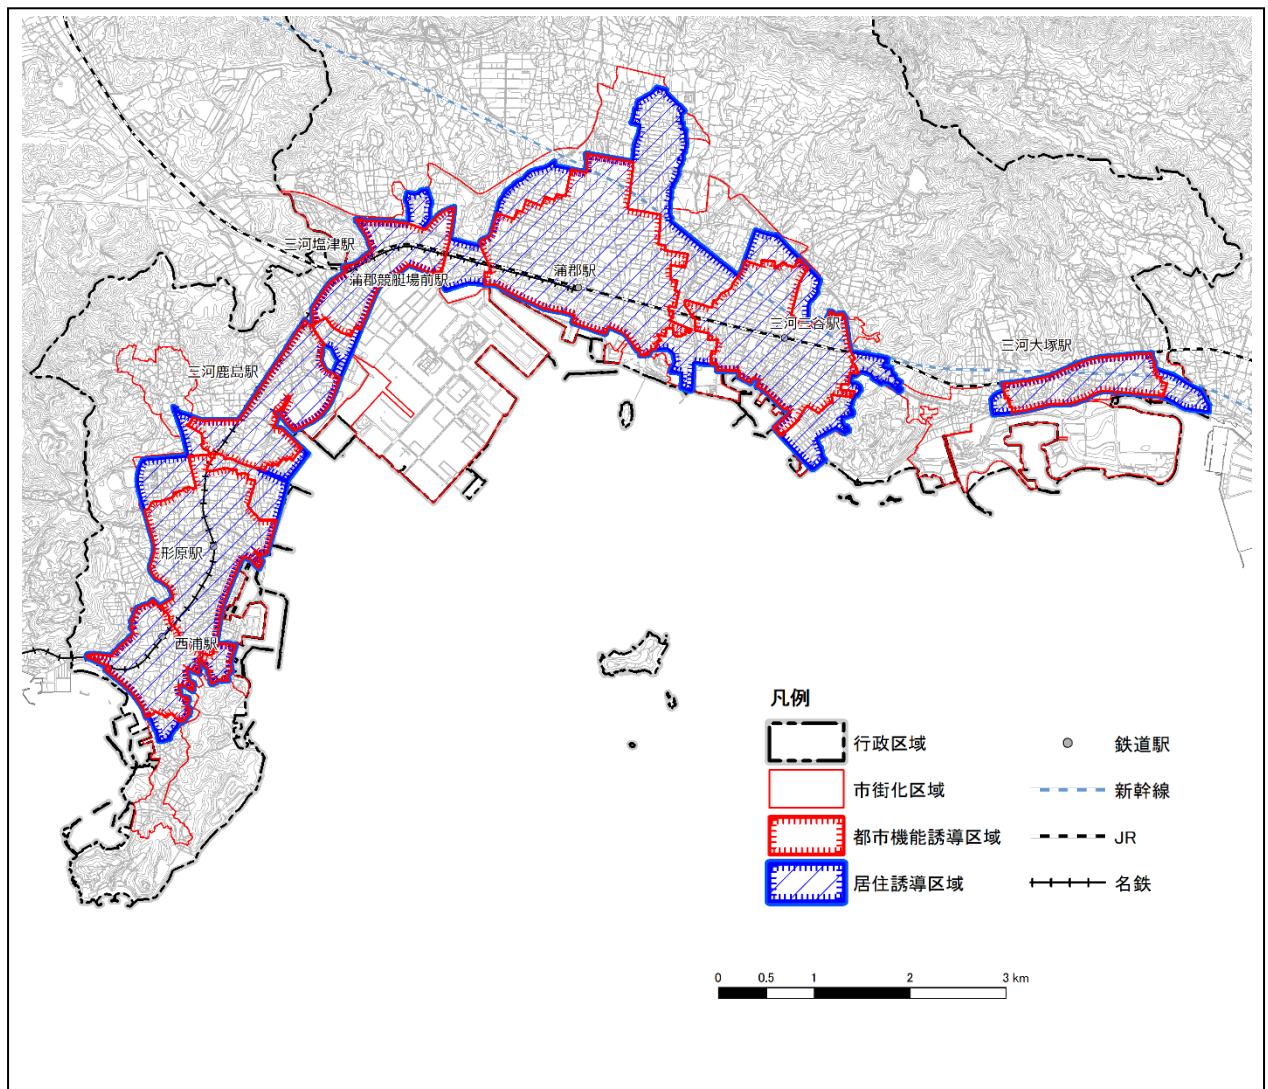 三河塩津駅
蒲郡競艇場前駅
蒲郡駅
三河三谷駅
三河大塚駅
三河鹿島駅
形原駅
西浦駅
凡例
行政区域
鉄道駅
市街化区域
新幹線
都市機能誘導区域
JR
居住誘導区域
名鉄
0 0.5 1 2 3 km